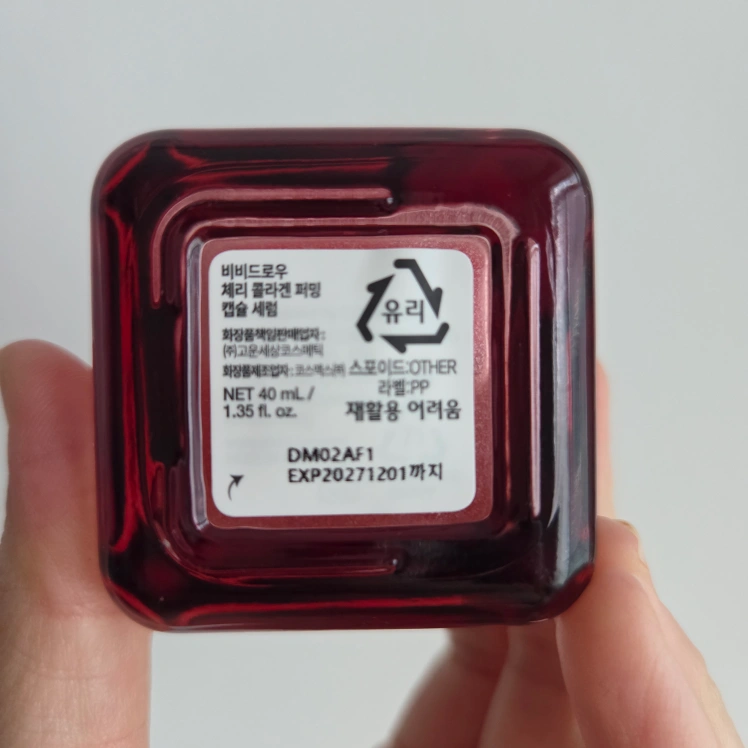 비비드로우
체리 콜라겐 퍼밍
캡슐 세럼
화장품책임판매업자:
(주)고운세상코스메틱
화장품제조업자: 코스맥스㈜
NET 40 mL /
1.35 fl. oz.
유리
스포이드:OTHER
라벨:PP
재활용 어려움
DM02AF1
EXP20271201까지